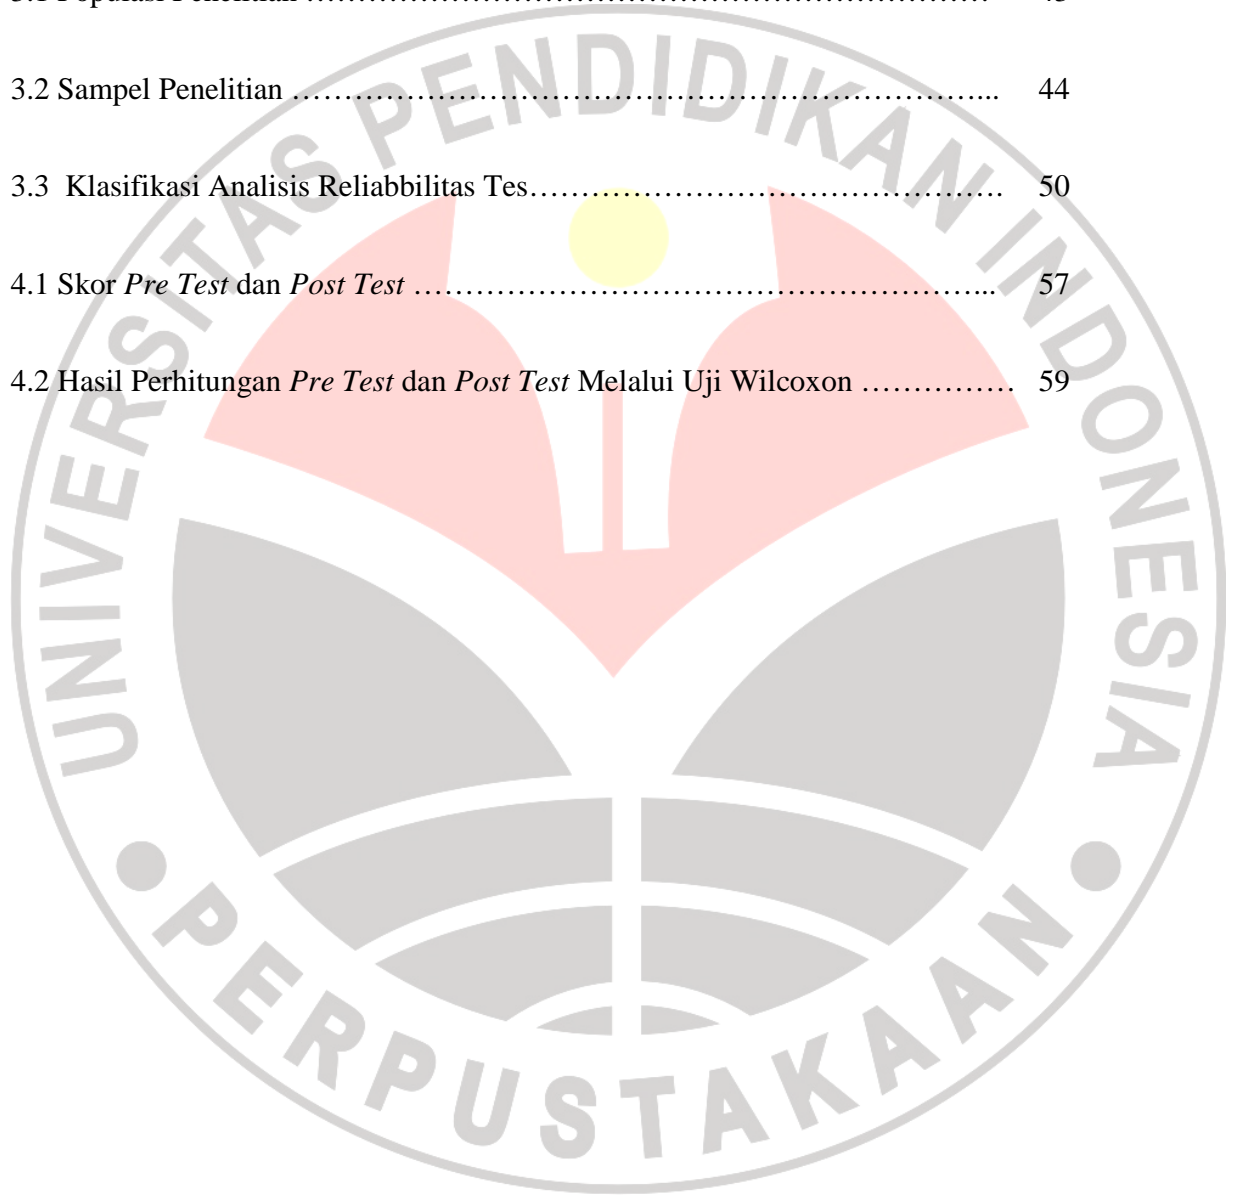 3.2 Sampel Penelitian …………………………………………………………... 44
3.3 Klasifikasi Analisis Reliabbilitas Tes………………………………………. 50
4.1 Skor Pre Test dan Post Test ………………………………………………... 57
4.2 Hasil Perhitungan Pre Test dan Post Test Melalui Uji Wilcoxon …………… 59
UNIVERSITAS PENDIDIKAN INDONESIA
PERPUSTAKAAN